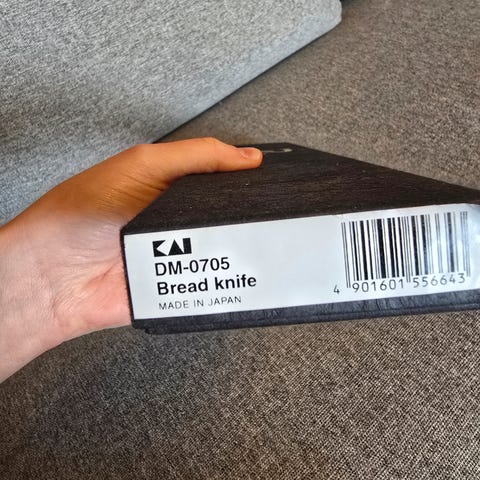 KAI
DM-0705
Bread knife
MADE IN JAPAN
4 901601 556643